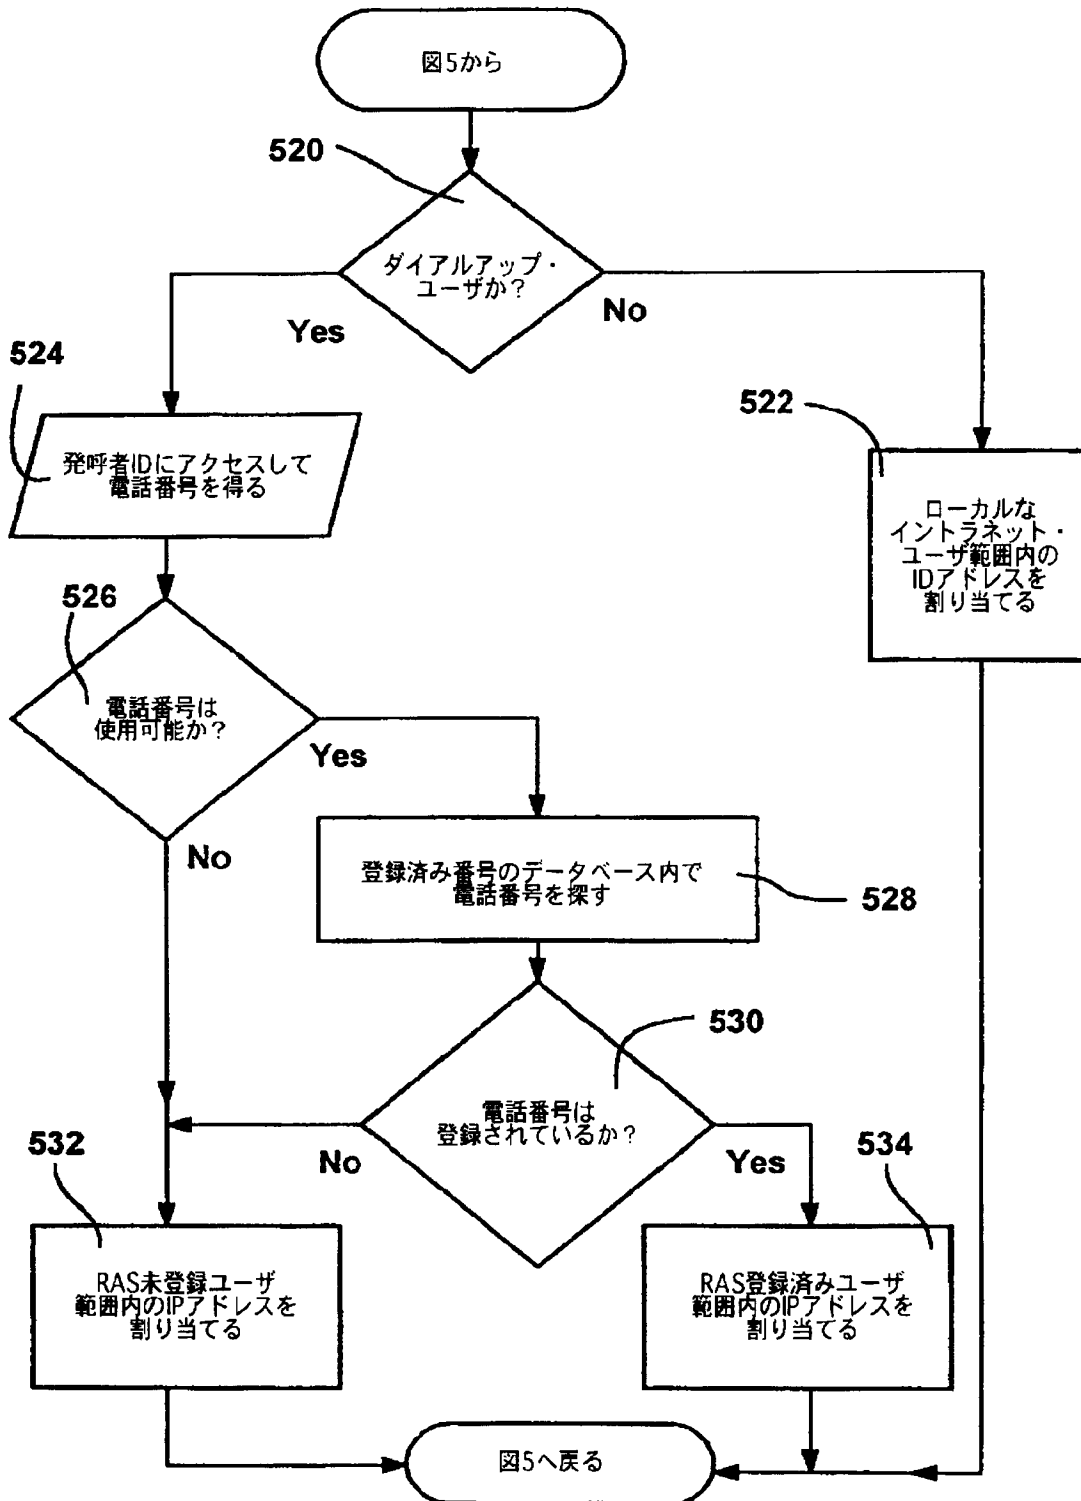 図5から
520
ダイアルアップ・
ユーザか?
Yes
No
524
発呼者IDにアクセスして
電話番号を得る
522
ローカルな
イントラネット・
ユーザ範囲内の
IDアドレスを
割り当てる
526
電話番号は
使用可能か?
Yes
No
登録済み番号のデータベース内で
電話番号を探す
528
530
電話番号は
登録されているか?
No
Yes
532
RAS未登録ユーザ
範囲内のIPアドレスを
割り当てる
534
RAS登録済みユーザ
範囲内のIPアドレスを
割り当てる
図5へ戻る